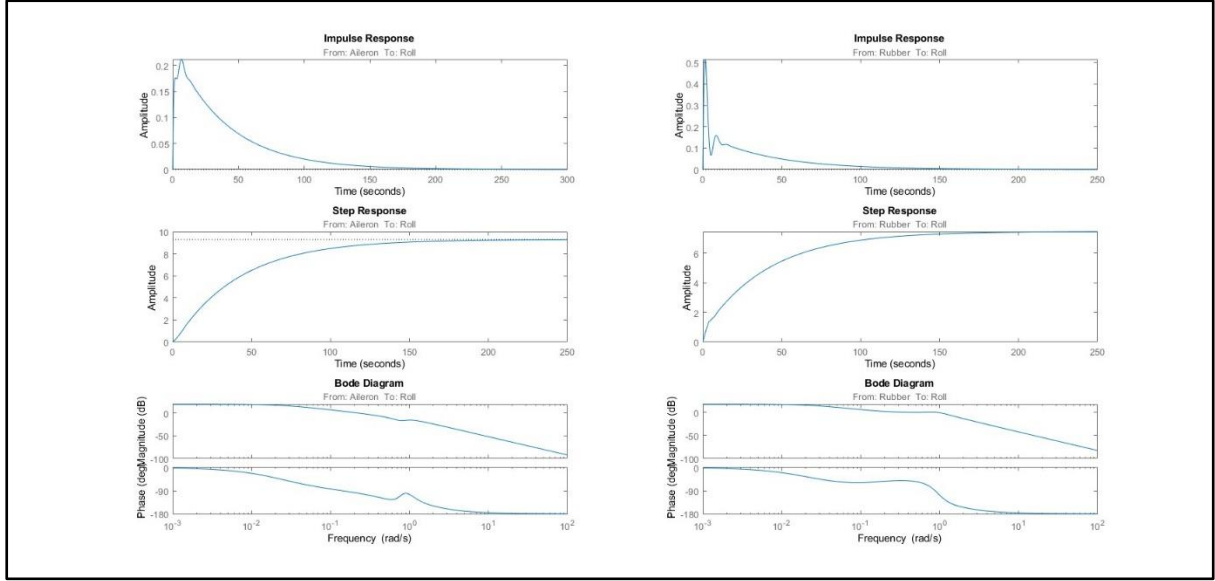 Impulse Response
From: Aileron To: Roll
Amplitude
0.2
0.15
0.1
0.05
0
0 50 100 150 200 250 300
Time (seconds)
Step Response
From: Aileron To: Roll
Amplitude
10
8
6
4
2
0
0 50 100 150 200 250
Time (seconds)
Bode Diagram
From: Aileron To: Roll
Magnitude (dB)
0
-50
-100
Phase (deg)
0
-90
-180
10^-3 10^-2 10^-1 10^0 10^1 10^2
Frequency (rad/s)
Impulse Response
From: Rubber To: Roll
Amplitude
0.5
0.4
0.3
0.2
0.1
0
0 50 100 150 200 250
Time (seconds)
Step Response
From: Rubber To: Roll
Amplitude
6
4
2
0
0 50 100 150 200 250
Time (seconds)
Bode Diagram
From: Rubber To: Roll
Magnitude (dB)
0
-50
-100
Phase (deg)
0
-90
-180
10^-3 10^-2 10^-1 10^0 10^1 10^2
Frequency (rad/s)